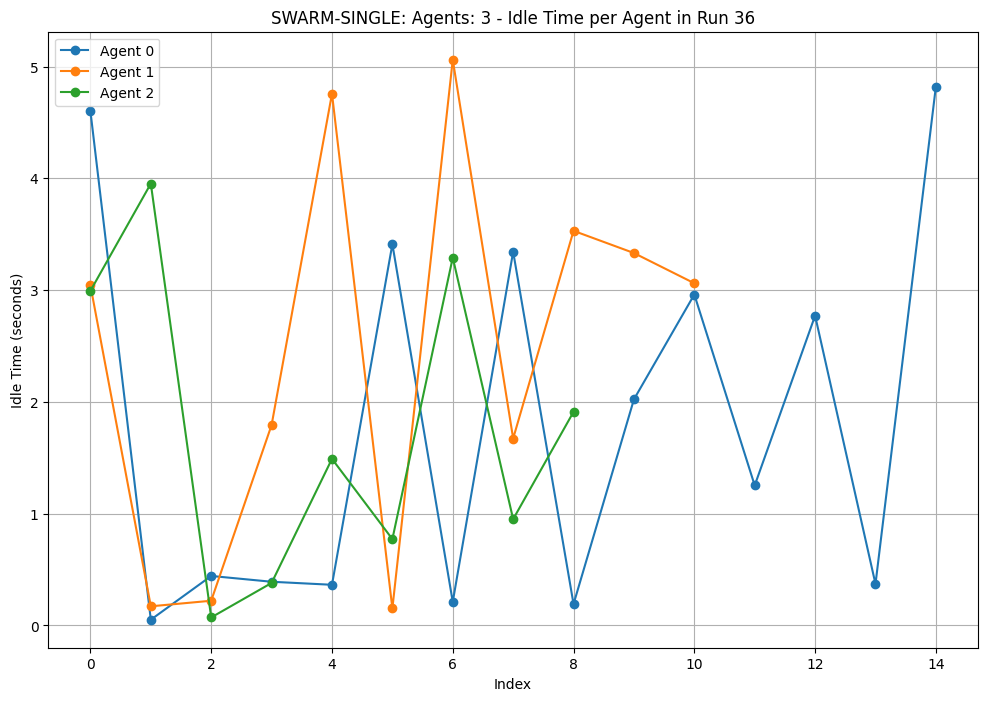 SWARM-SINGLE: Agents: 3 - Idle Time per Agent in Run 36
Agent 0
Agent 1
Agent 2
Idle Time (seconds)
5
4
3
2
1
0
0 2 4 6 8 10 12 14
Index